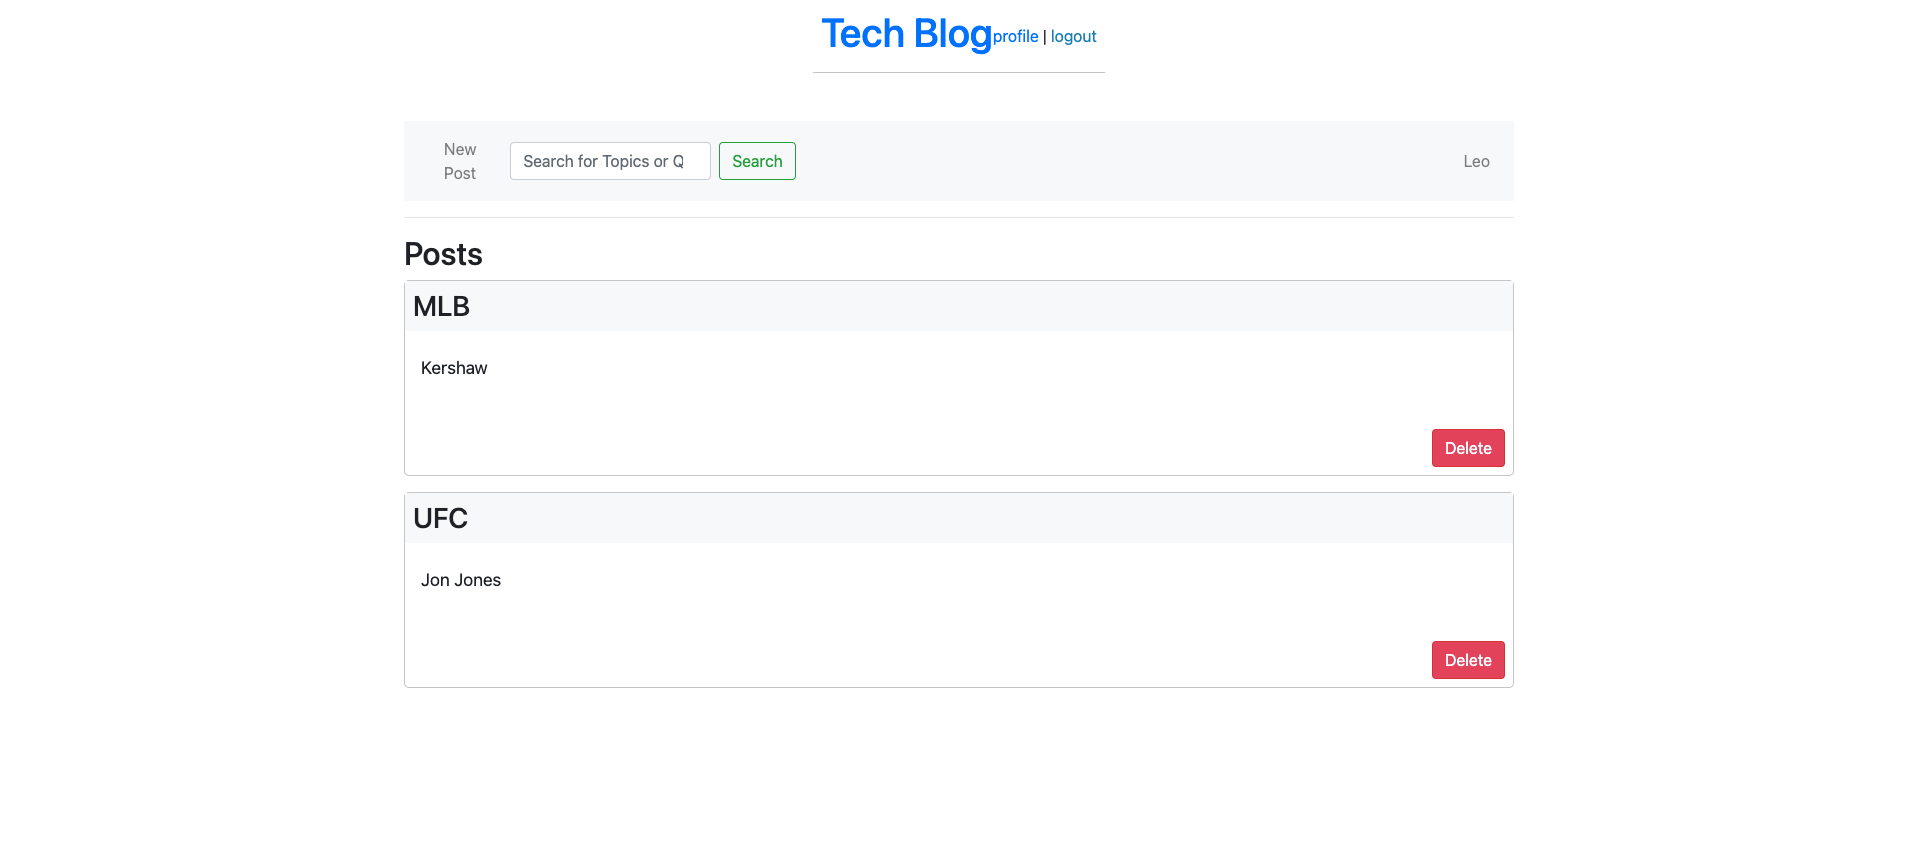 Tech Blog profile | logout
New
Post
Search for Topics or Q
Search
Leo
Posts
MLB
Kershaw
Delete
UFC
Jon Jones
Delete